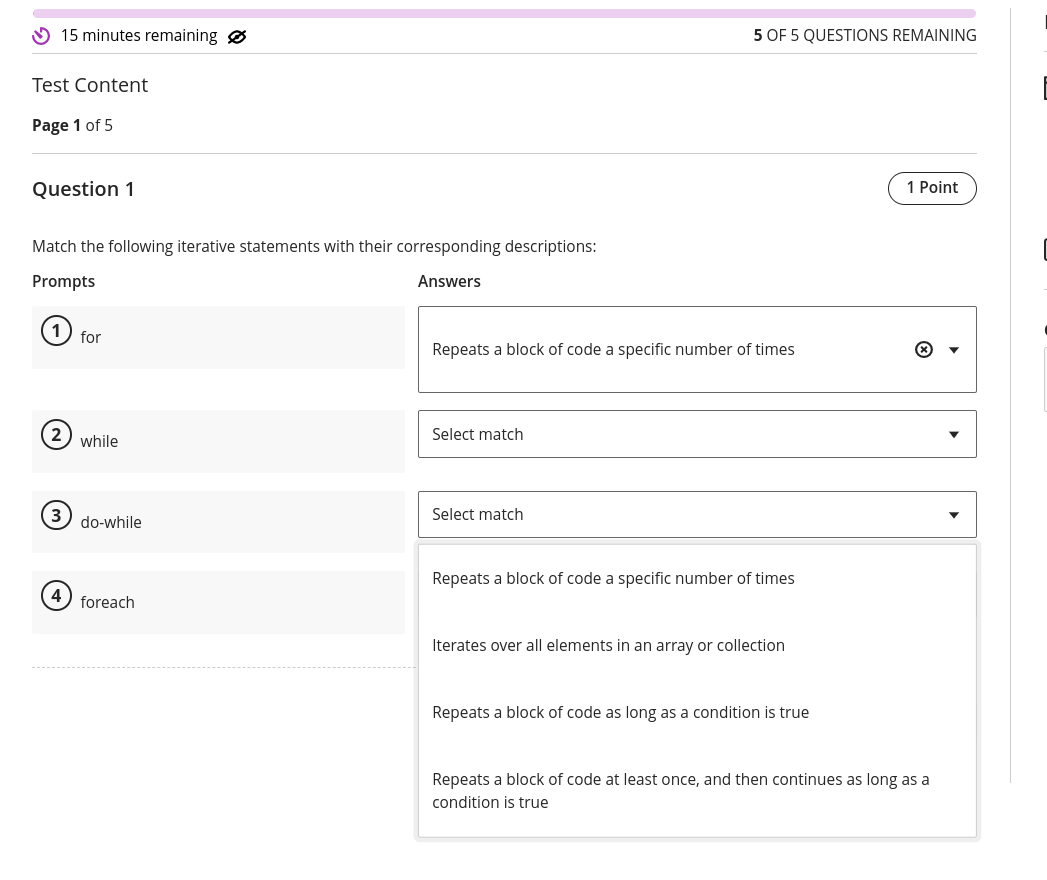 15 minutes remaining
5 OF 5 QUESTIONS REMAINING
Test Content
Page 1 of 5
Question 1
1 Point
Match the following iterative statements with their corresponding descriptions:
Prompts
Answers
1 for
Repeats a block of code a specific number of times
2 while
Select match
3 do-while
Select match
4 foreach
Repeats a block of code a specific number of times
Iterates over all elements in an array or collection
Repeats a block of code as long as a condition is true
Repeats a block of code at least once, and then continues as long as a
condition is true